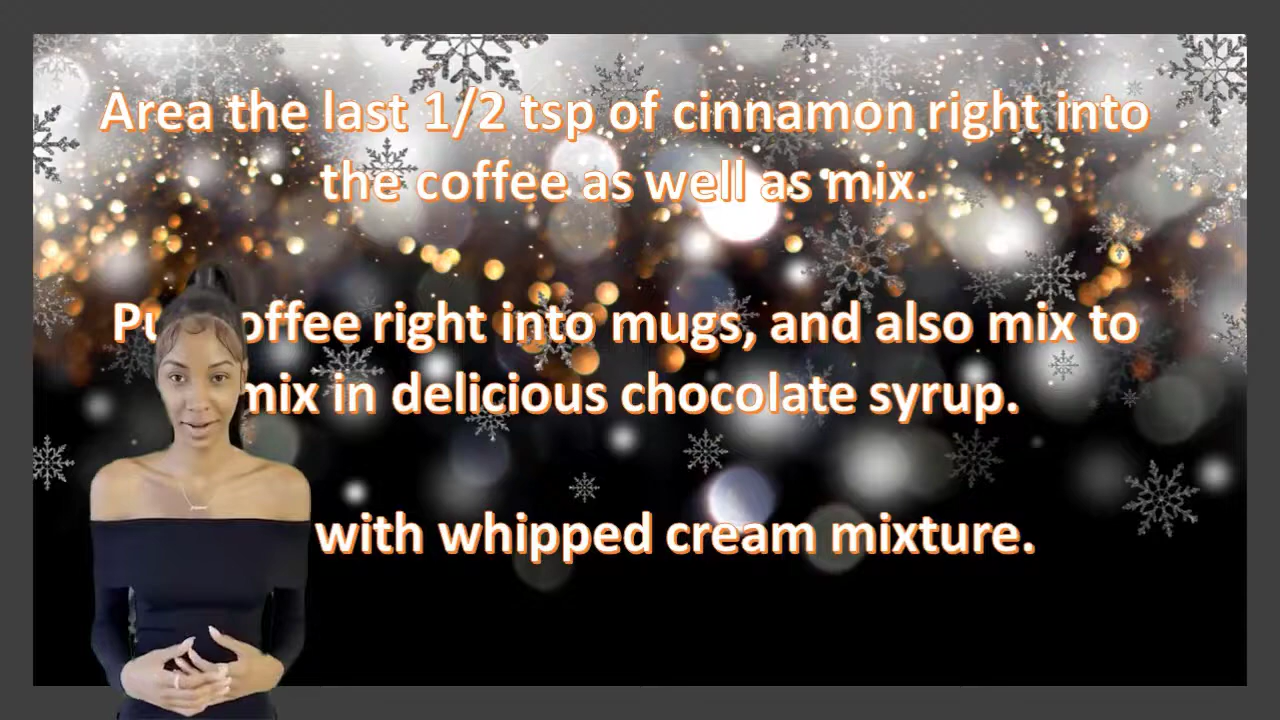 Area the last 1/2 tsp of cinnamon right into
the coffee as well as mix.
right into mugs, and also mix to
mix in delicious chocolate syrup.
with whipped cream mixture.